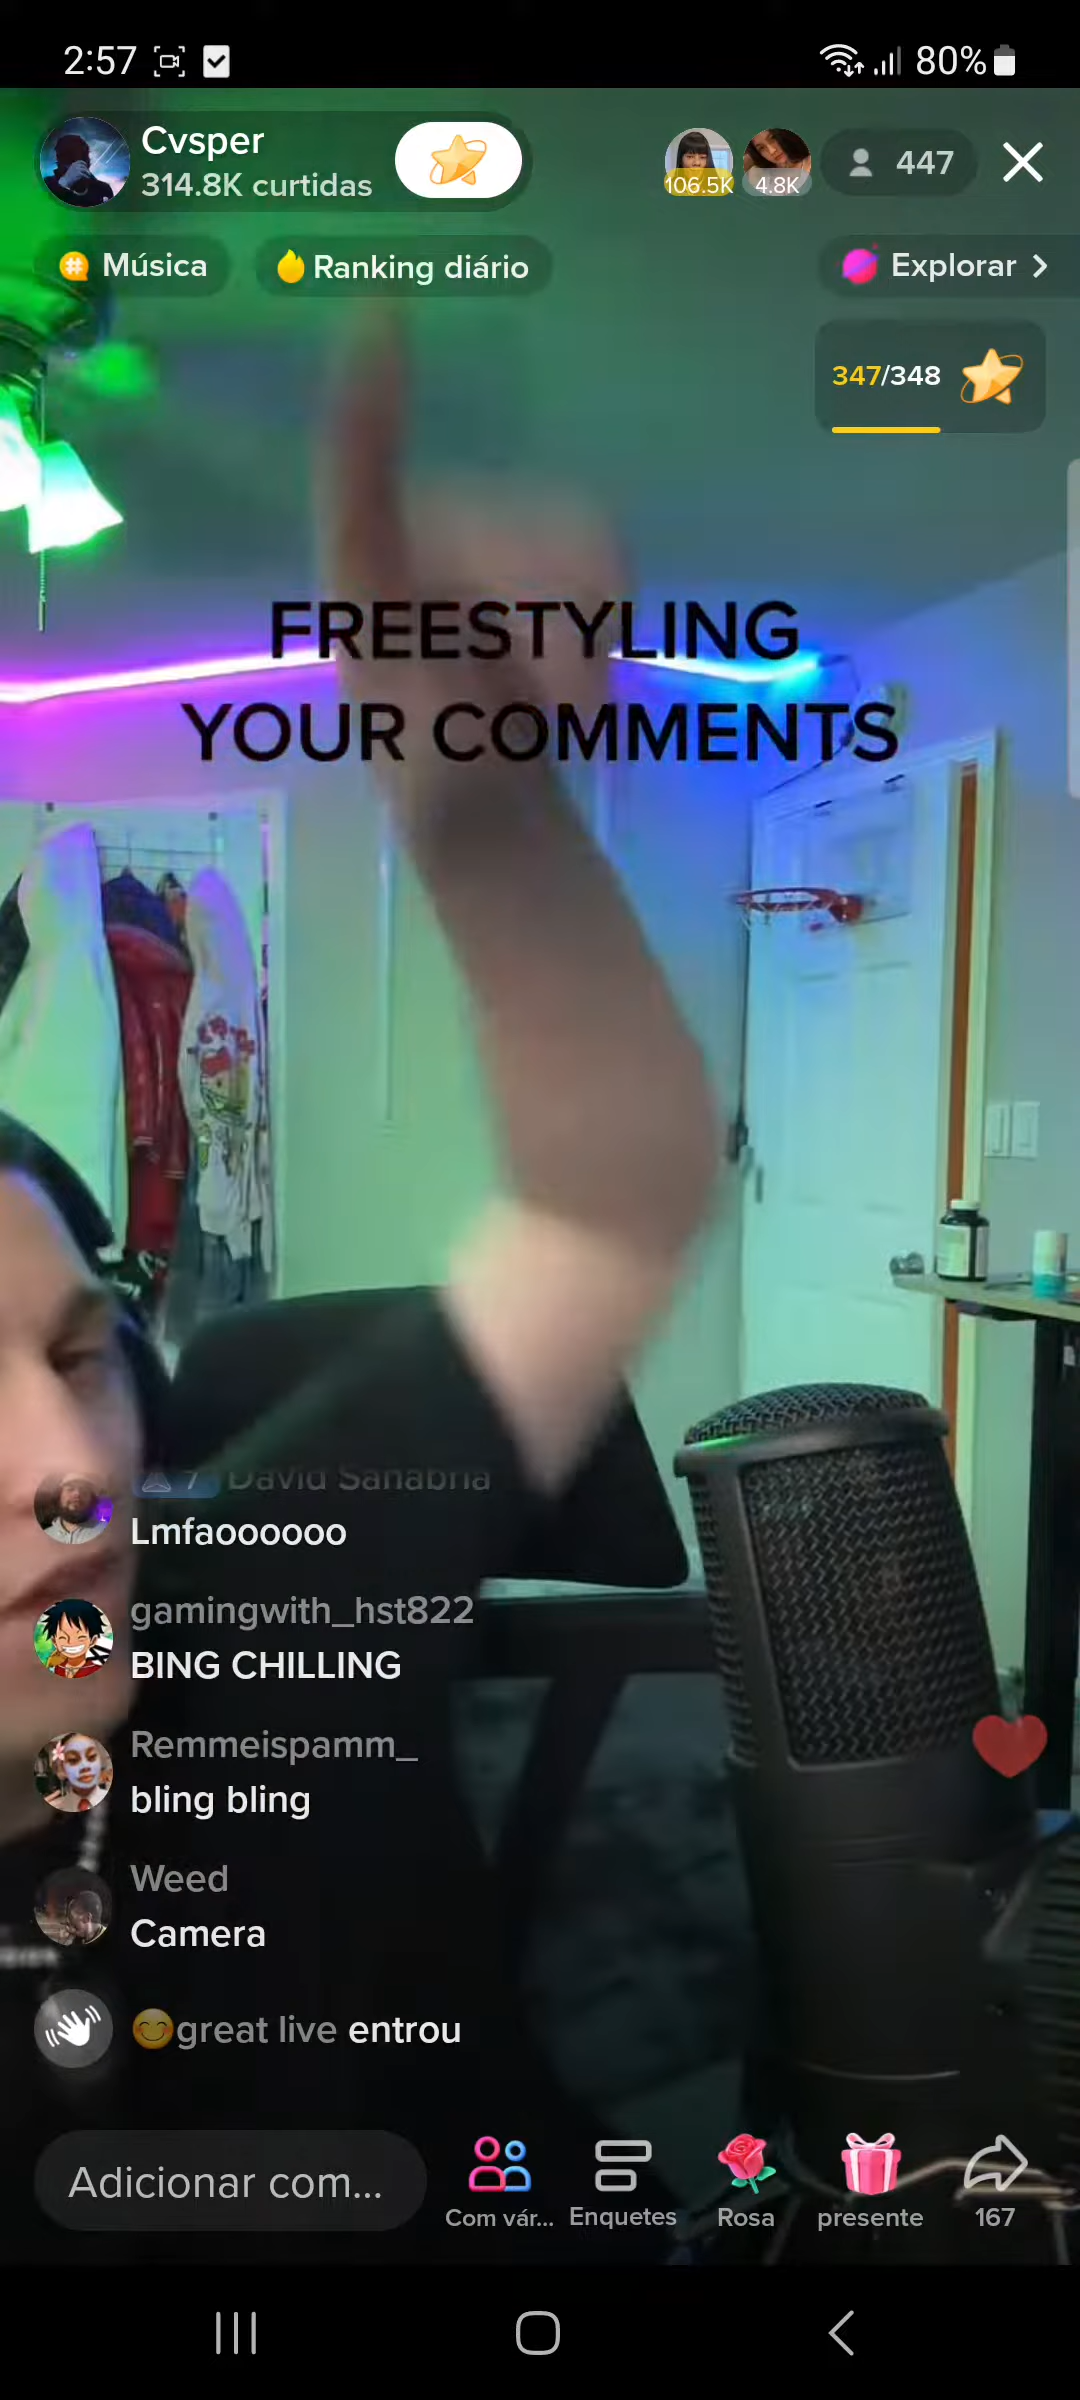 2:57
80%
Cvsper
314.8K curtidas
106.5K
4.8K
447
Música
Ranking diário
Explorar
347/348
FREESTYLING
YOUR COMMENTS
7 David Sanabria
Lmfaoooooo
gamingwith_hst822
BING CHILLING
Remmeispamm_
bling bling
Weed
Camera
great live entrou
Adicionar com...
Com vár...
Enquetes
Rosa
presente
167